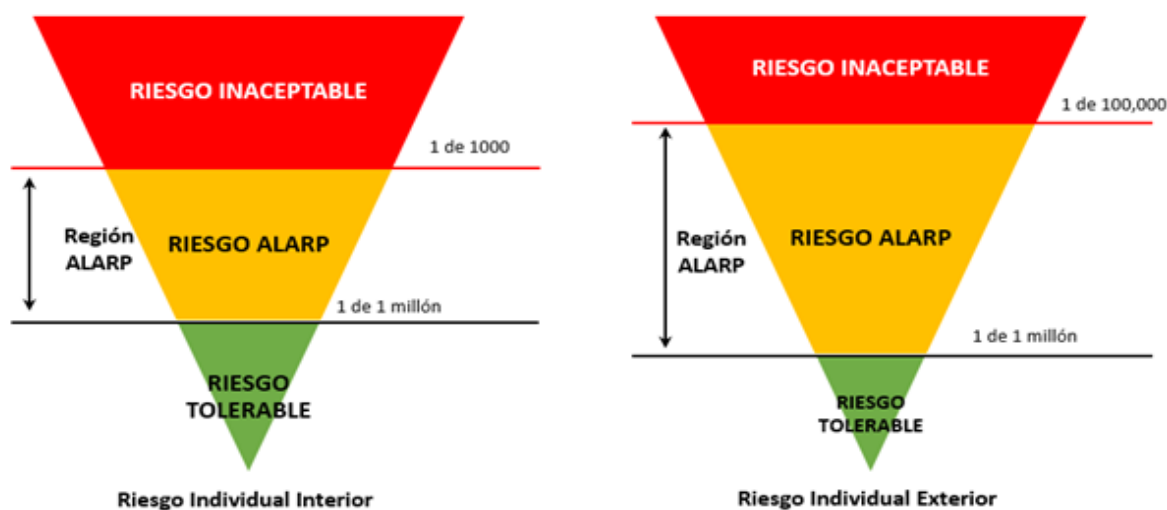 RIESGO INACEPTABLE
1 de 1000
Región
ALARP
RIESGO ALARP
1 de 1 millón
RIESGO
TOLERABLE
Riesgo Individual Interior
RIESGO INACEPTABLE
1 de 100,000
Región
ALARP
RIESGO ALARP
1 de 1 millón
RIESGO
TOLERABLE
Riesgo Individual Exterior